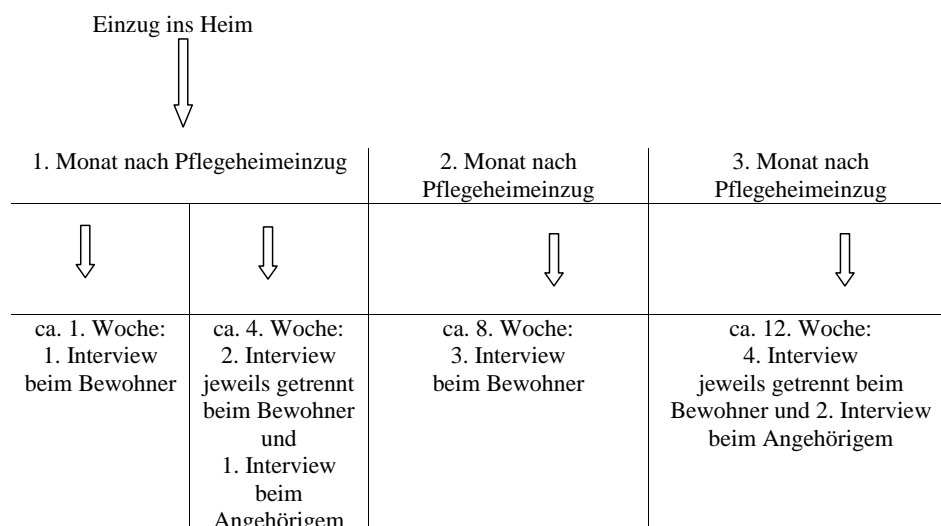 Einzug ins Heim
1. Monat nach Pflegeheimeinzug
2. Monat nach
Pflegeheimeinzug
3. Monat nach
Pflegeheimeinzug
ca. 1. Woche:
1. Interview
beim Bewohner
ca. 4. Woche:
2. Interview
jeweils getrennt
beim Bewohner
und
1. Interview
beim
Angehörigem
ca. 8. Woche:
3. Interview
beim Bewohner
ca. 12. Woche:
4. Interview
jeweils getrennt beim
Bewohner und 2. Interview
beim Angehörigem